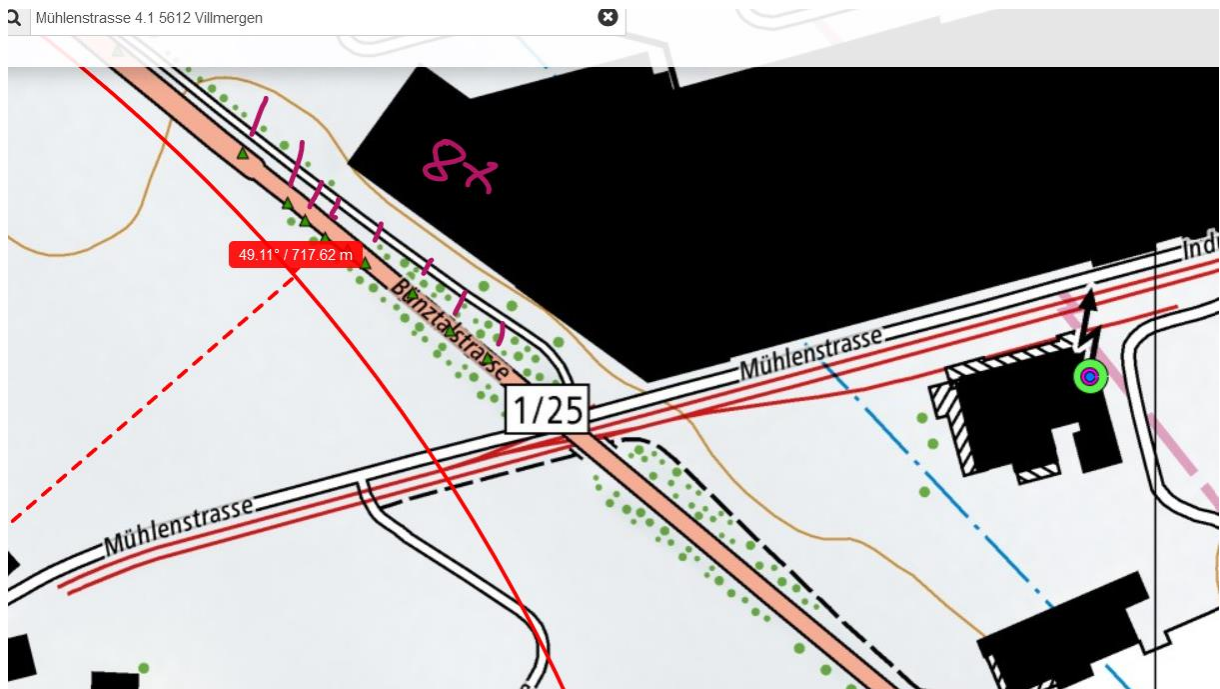 Mühlenstrasse 4.1 5612 Villmergen
8x
Indu
49.11° / 717.62 m
Bünztalstrasse
Mühlenstrasse
1/25
Mühlenstrasse